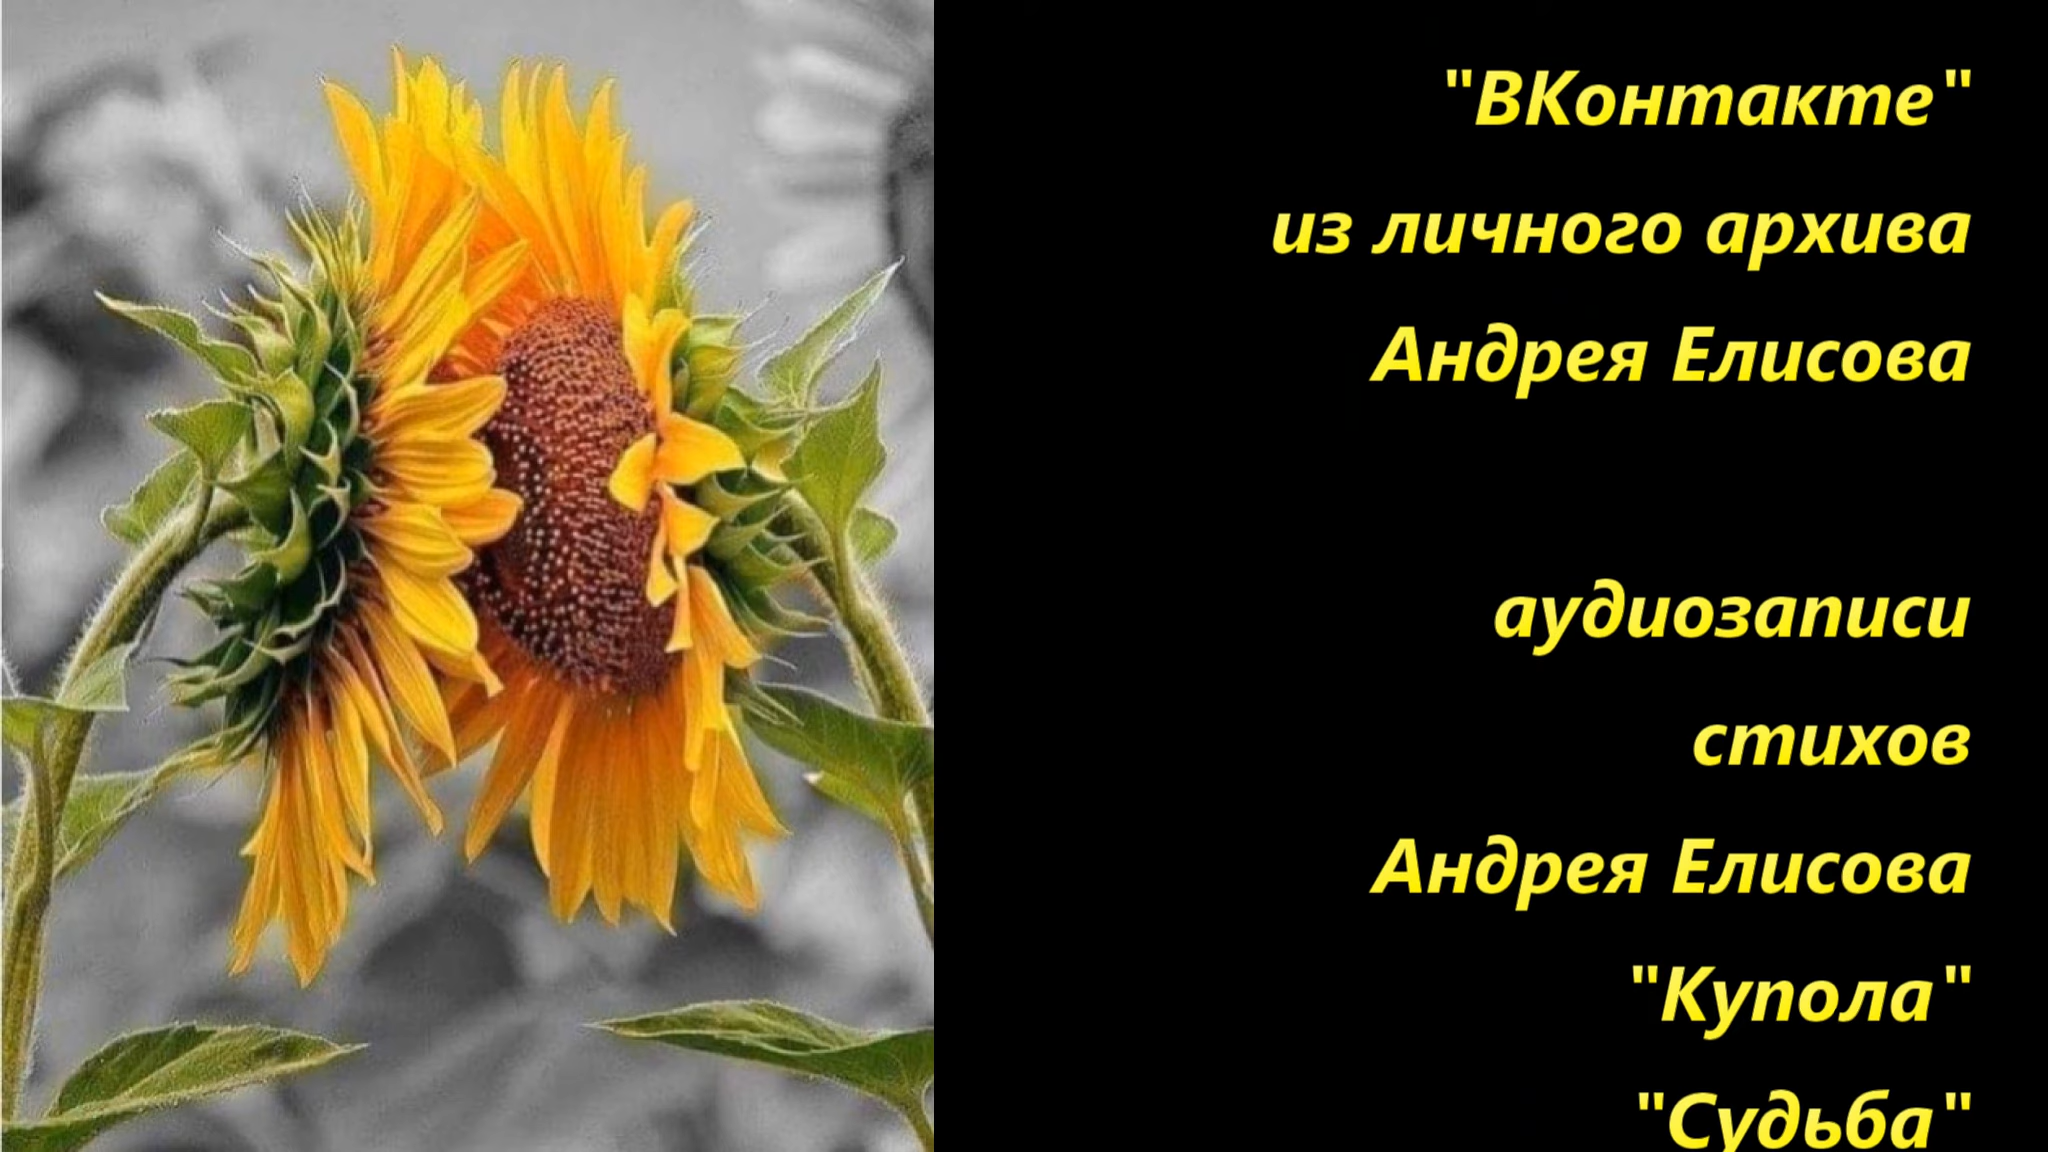 "ВКонтакте"
из личного архива
Андрея Елисова
аудиозаписи
стихов
Андрея Елисова
"Купола"
"Судьба"